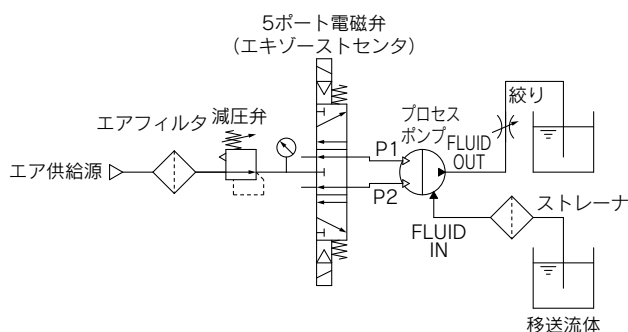 5ポート電磁弁
(エキゾーストセンタ)
エアフィルタ
減圧弁
エア供給源
P1
P2
プロセス
ポンプ
FLUID
OUT
FLUID
IN
絞り
ストレーナ
移送流体